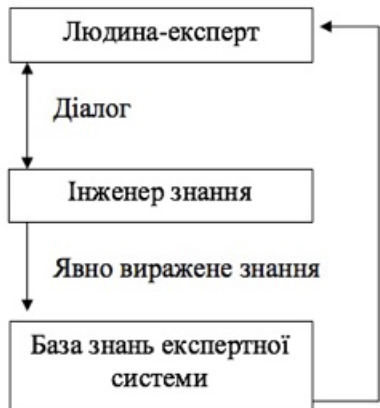 Людина-експерт
Діалог
Інженер знання
Явно виражене знання
База знань експертної
системи